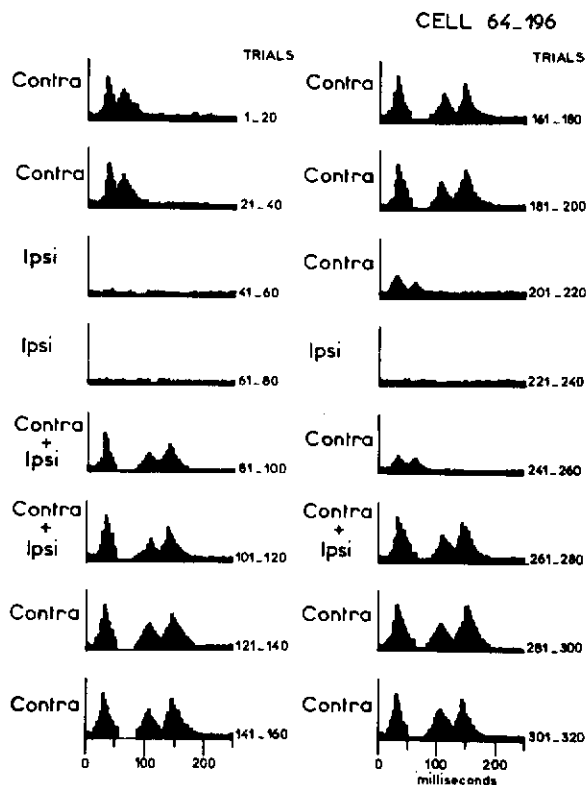 CELL 64_196
TRIALS
Contra
1_20
Contra
21_40
Ipsi
41_60
Ipsi
61_80
Contra
+
Ipsi
81_100
Contra
+
Ipsi
101_120
Contra
121_140
Contra
141_160
0
100
200
TRIALS
Contra
161_180
Contra
181_200
Contra
201_220
Ipsi
221_240
Contra
241_260
Contra
+
Ipsi
261_280
Contra
281_300
Contra
301_320
0
100
200
milliseconds